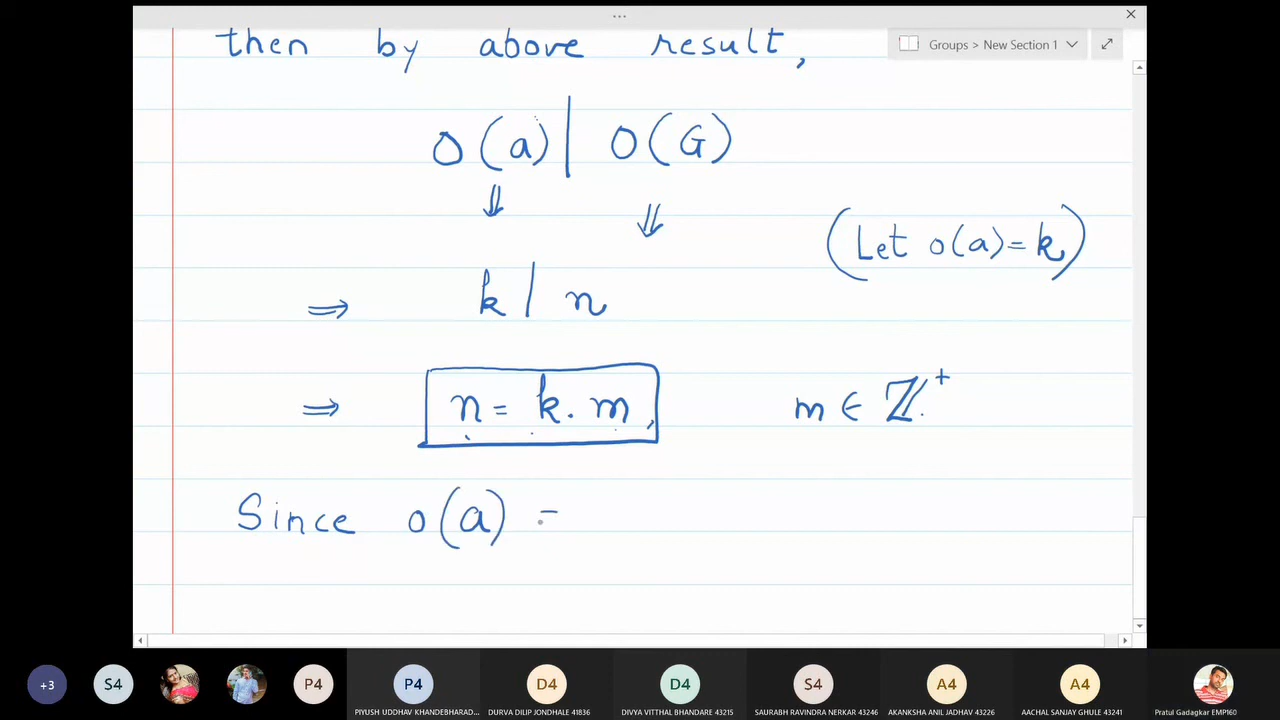 then by above result,
Groups > New Section 1
O(a) | O(G)
⇓ ⇓
(Let o(a)=k)
⇒ k | n
⇒ n = k. m, m ∈ ℤ⁺
Since o(a) =
+3 S4 P4 P4 D4 D4 S4 A4 A4
PIYUSH UDDHAV KHANDEBHARAD... DURVA DILIP JONDHALE 41836 DIVYA VITTHAL BHANDARE 43215 SAURABH RAVINDRA NERKAR 43246 AKANKSHA ANIL JADHAV 43226 AACHAL SANJAY GHULE 43241 Pratul Gadagkar EMP160